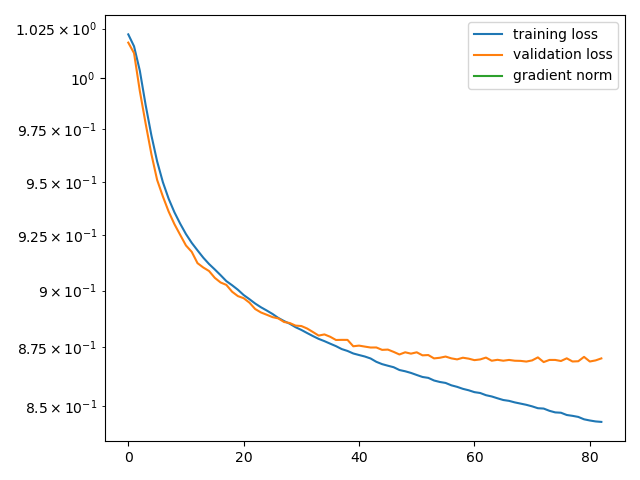 1.025 × 10⁰
10⁰
9.75 × 10⁻¹
9.5 × 10⁻¹
9.25 × 10⁻¹
9 × 10⁻¹
8.75 × 10⁻¹
8.5 × 10⁻¹
0 20 40 60 80
training loss
validation loss
gradient norm